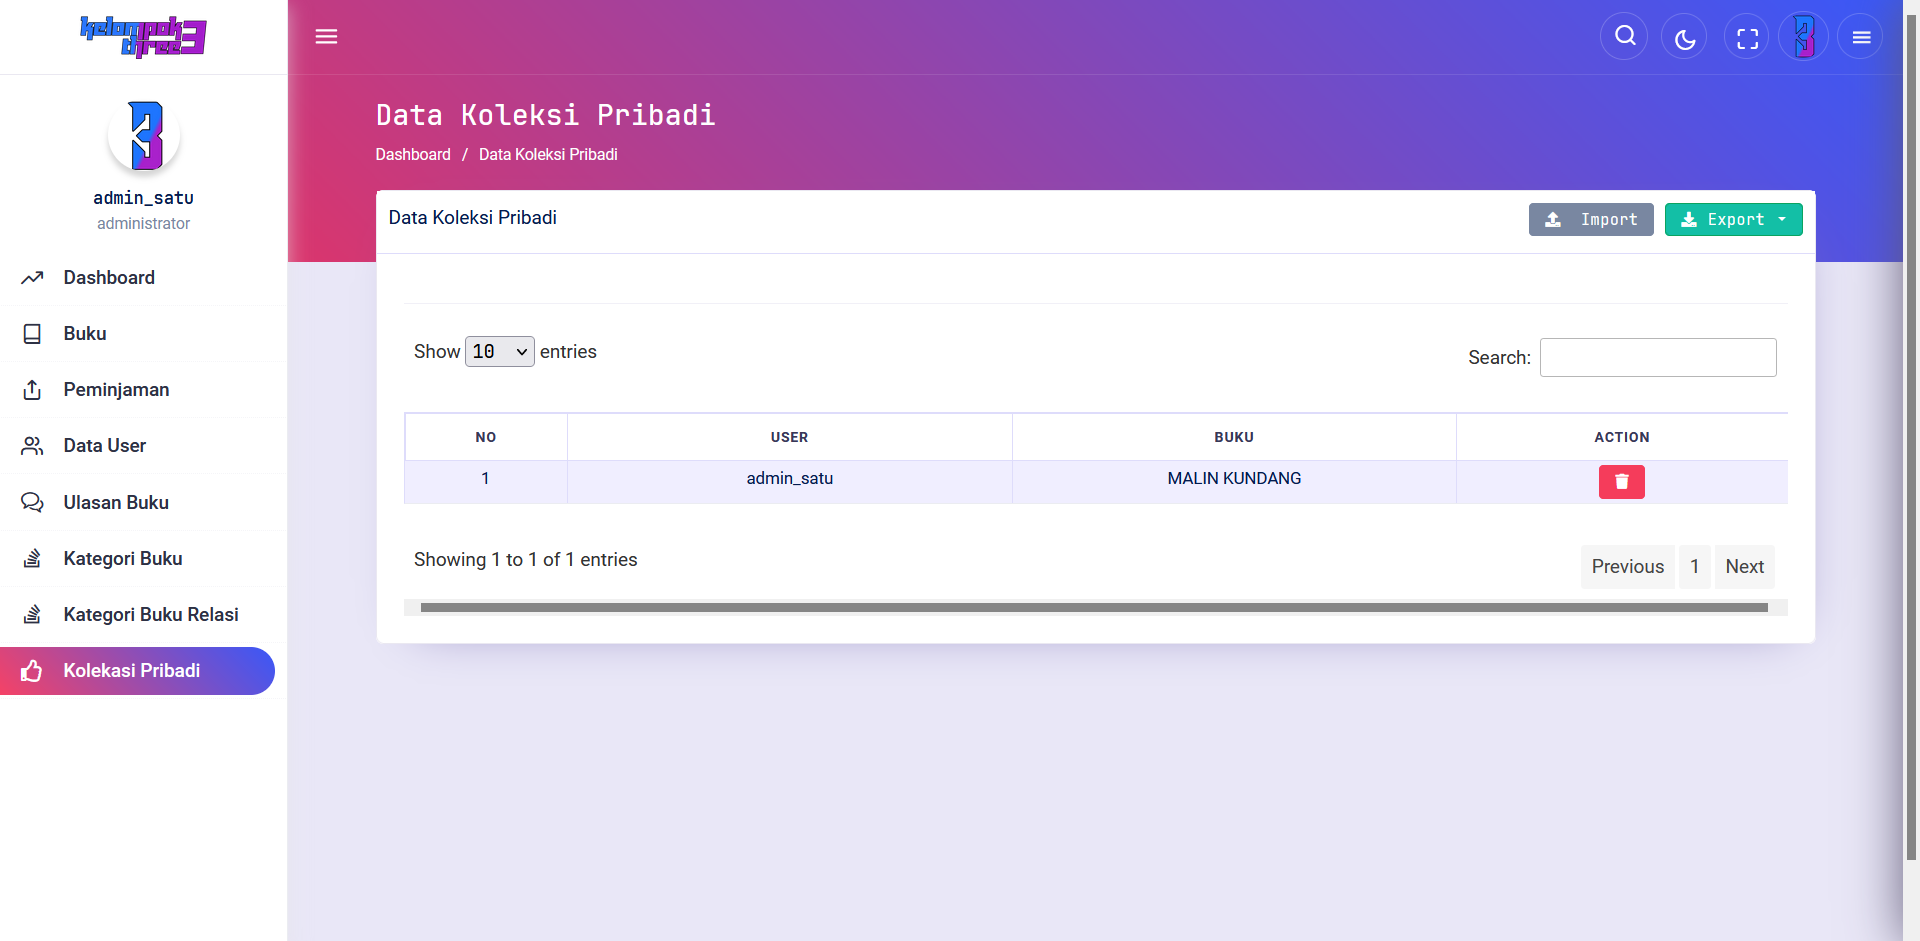 kelompok
three3
admin_satu
administrator
Dashboard
Buku
Peminjaman
Data User
Ulasan Buku
Kategori Buku
Kategori Buku Relasi
Kolekasi Pribadi
Data Koleksi Pribadi
Dashboard / Data Koleksi Pribadi
Data Koleksi Pribadi
Import
Export
Show 10 entries
Search:
NO USER BUKU ACTION
1 admin_satu MALIN KUNDANG
Showing 1 to 1 of 1 entries
Previous 1 Next